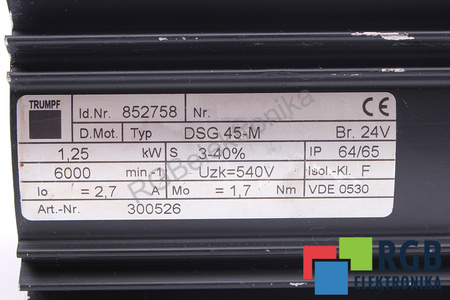 TRUMPF
Id.Nr. 852758 Nr. CE
D.Mot. Typ DSG 45-M Br. 24V
1,25 kW S 3-40% IP 64/65
6000 min-1 Uzk=540V Isol.-Kl. F
Io = 2,7 A Mo = 1,7 Nm VDE 0530
Art.-Nr. 300526
RGBelektronika
RGB
ELEKTRONIKA